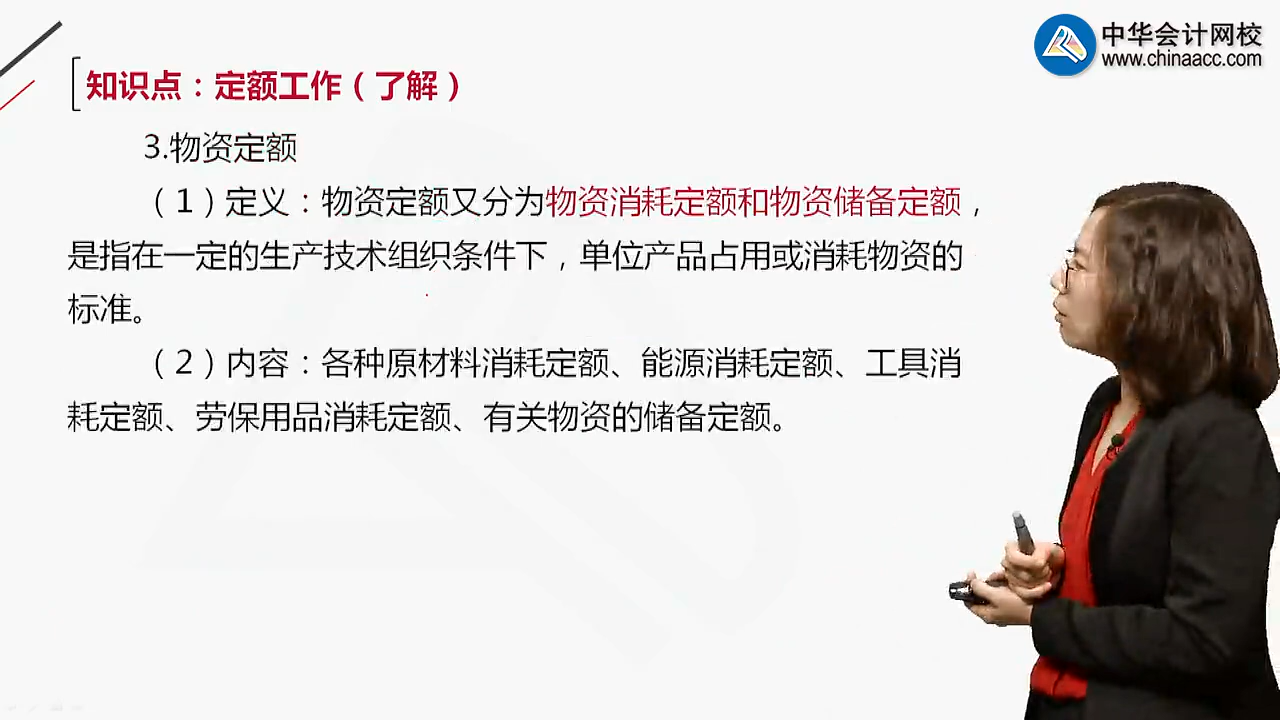 中华会计网校
www.chinaacc.com
知识点：定额工作（了解）
3.物资定额
（1）定义：物资定额又分为物资消耗定额和物资储备定额，
是指在一定的生产技术组织条件下，单位产品占用或消耗物资的
标准。
（2）内容：各种原材料消耗定额、能源消耗定额、工具消
耗定额、劳保用品消耗定额、有关物资的储备定额。